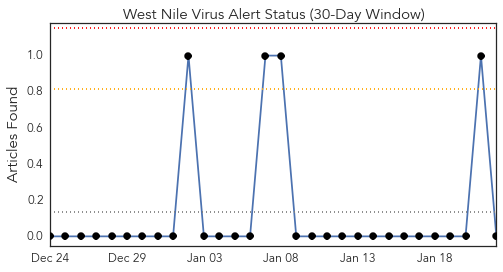 West Nile Virus Alert Status (30-Day Window)
Articles Found
1.0
0.8
0.6
0.4
0.2
0.0
Dec 24 Dec 29 Jan 03 Jan 08 Jan 13 Jan 18